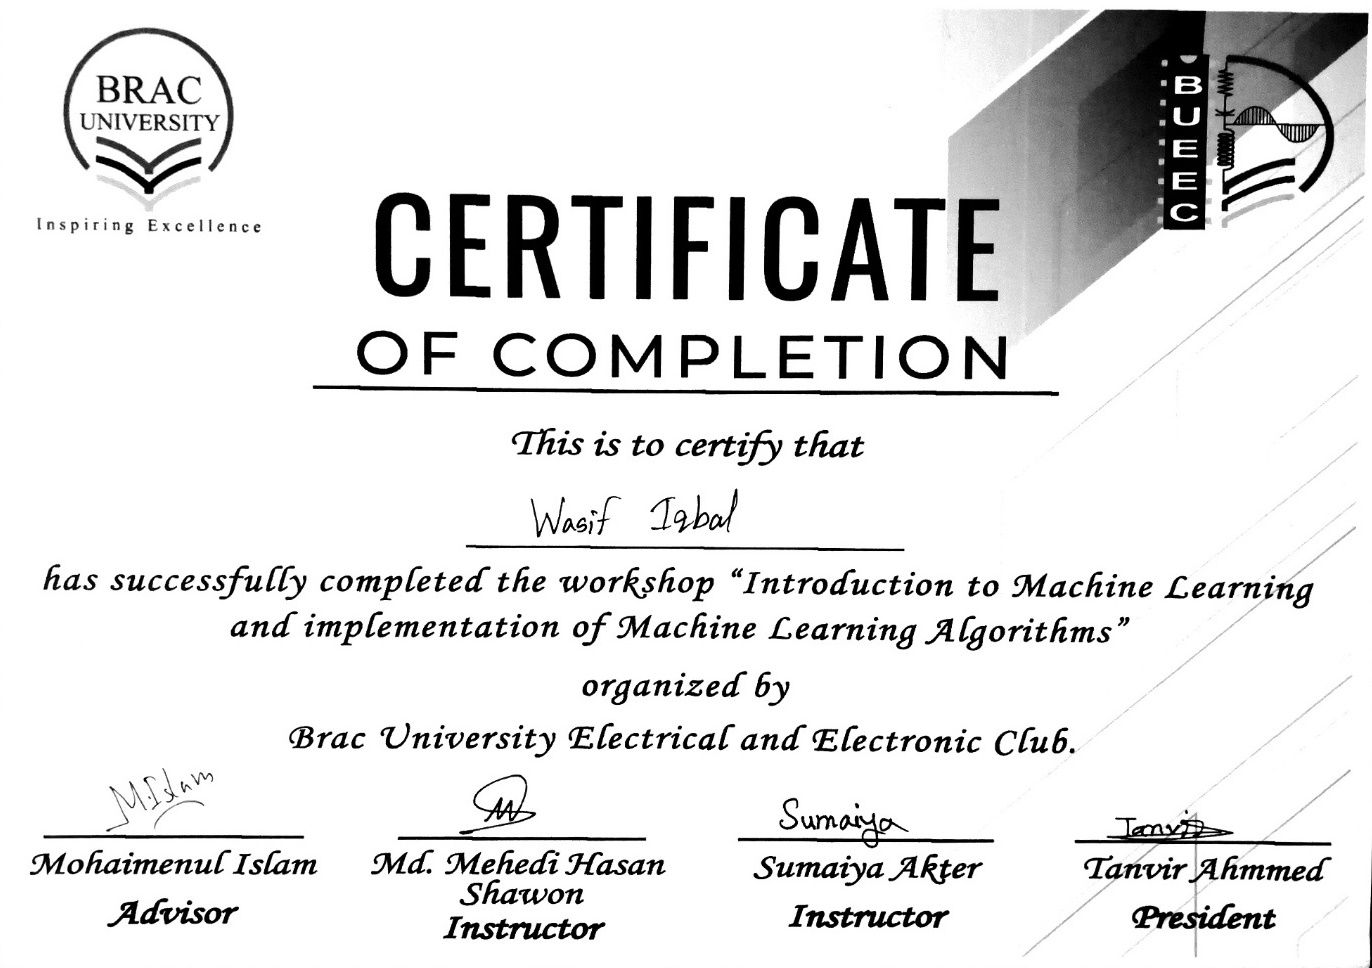 BRAC
UNIVERSITY
Inspiring Excellence
BUEEC
CERTIFICATE
OF COMPLETION
This is to certify that
Wasif Iqbal
has successfully completed the workshop “Introduction to Machine Learning
and implementation of Machine Learning Algorithms”
organized by
Brac University Electrical and Electronic Club.
M.Islam
Sumaiya
Tanvir
Mohaimenul Islam
Advisor
Md. Mehedi Hasan
Shawon
Instructor
Sumaiya Akter
Instructor
Tanvir Ahmmed
President